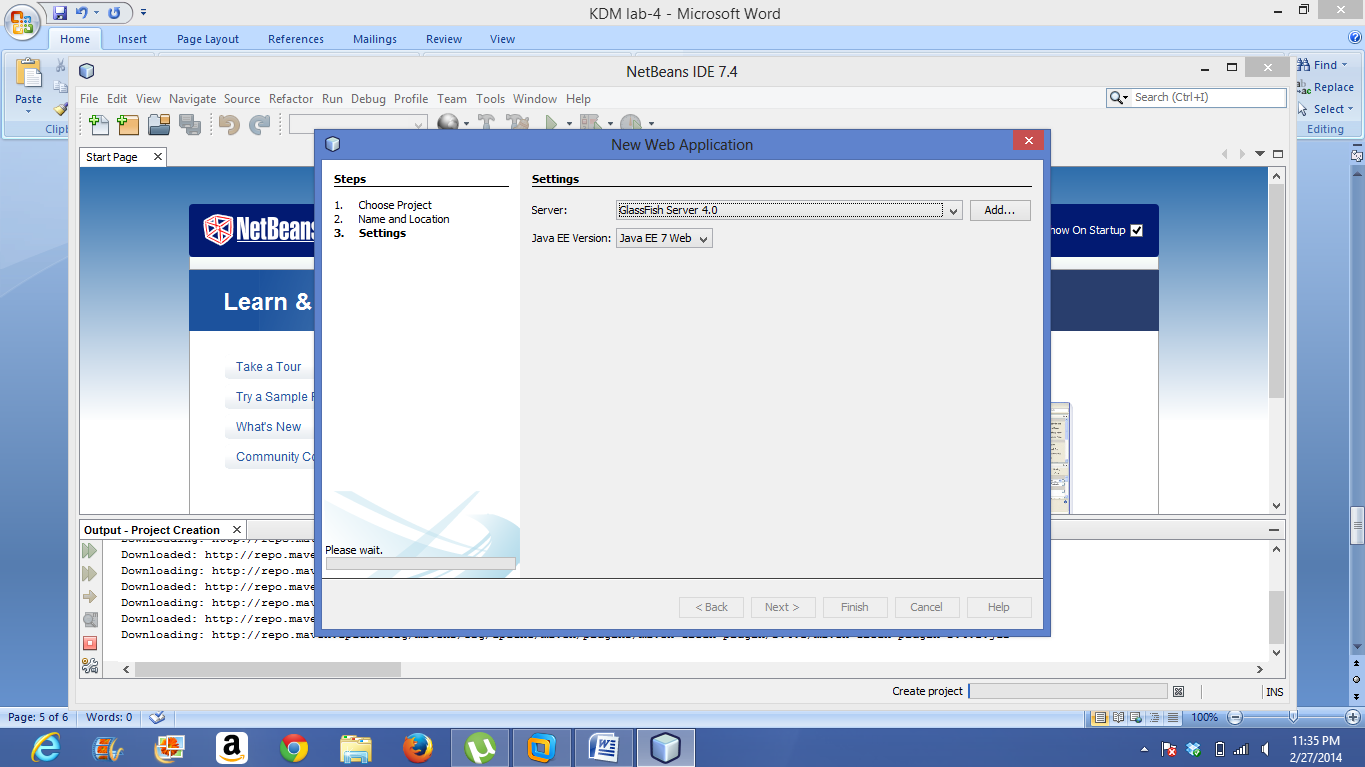 KDM lab-4 - Microsoft Word
Home Insert Page Layout References Mailings Review View
Paste
Find
Replace
Select
Editing
NetBeans IDE 7.4
File Edit View Navigate Source Refactor Run Debug Profile Team Tools Window Help
Search (Ctrl+I)
Start Page
NetBeans
how On Startup
Learn &
Take a Tour
Try a Sample
What's New
Community
New Web Application
Steps
1. Choose Project
2. Name and Location
3. Settings
Settings
Server: GlassFish Server 4.0 Add...
Java EE Version: Java EE 7 Web
Please wait.
< Back Next > Finish Cancel Help
Output - Project Creation
Downloaded: http://repo.mave
Downloading: http://repo.mave
Downloaded: http://repo.mave
Downloading: http://repo.mave
Downloaded: http://repo.mave
Downloading: http://repo.mave
Create project
INS
Page: 5 of 6 Words: 0
100%
11:35 PM
2/27/2014